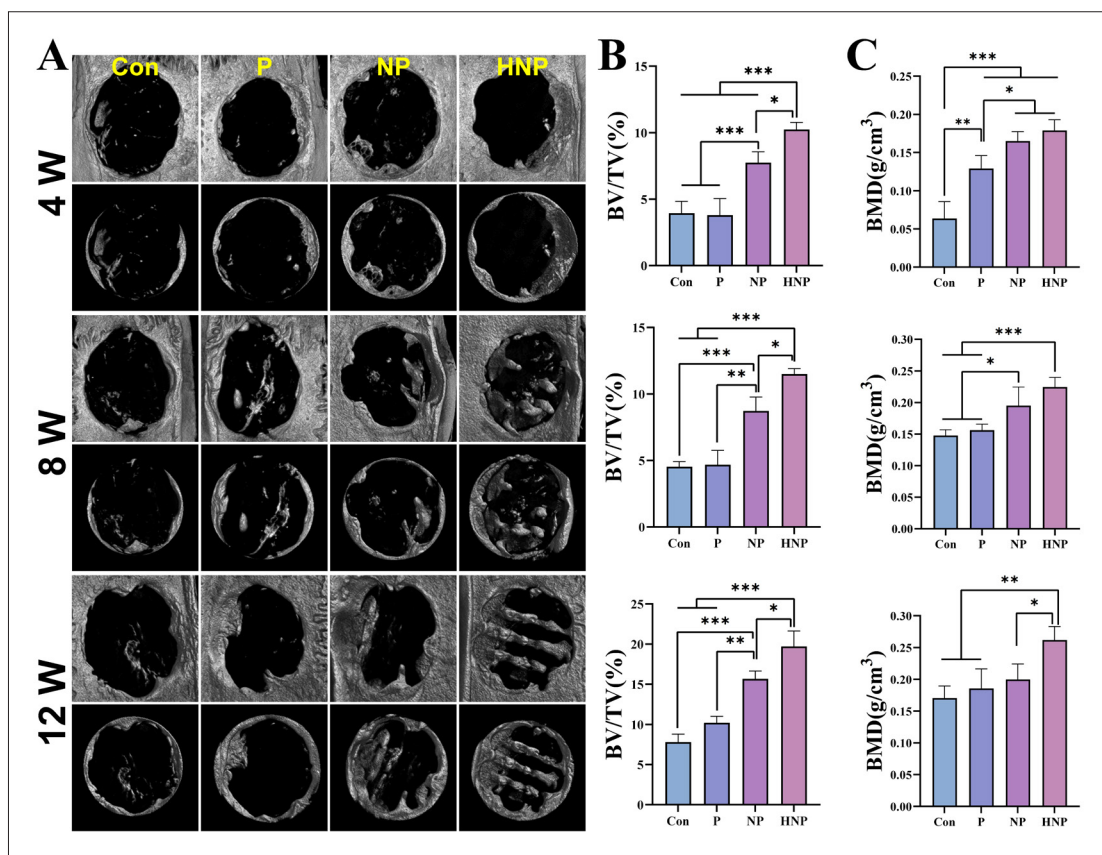 A
Con P NP HNP
4 W
8 W
12 W
B
BV/TV(%)
15
10
5
0
***
*
***
Con P NP HNP
BV/TV(%)
15
10
5
0
***
***
*
**
Con P NP HNP
BV/TV(%)
25
20
15
10
5
0
***
***
*
**
Con P NP HNP
C
BMD(g/cm³)
0.25
0.20
0.15
0.10
0.05
0.00
***
*
**
Con P NP HNP
BMD(g/cm³)
0.30
0.25
0.20
0.15
0.10
0.05
0.00
***
*
Con P NP HNP
BMD(g/cm³)
0.30
0.25
0.20
0.15
0.10
0.05
0.00
**
*
Con P NP HNP